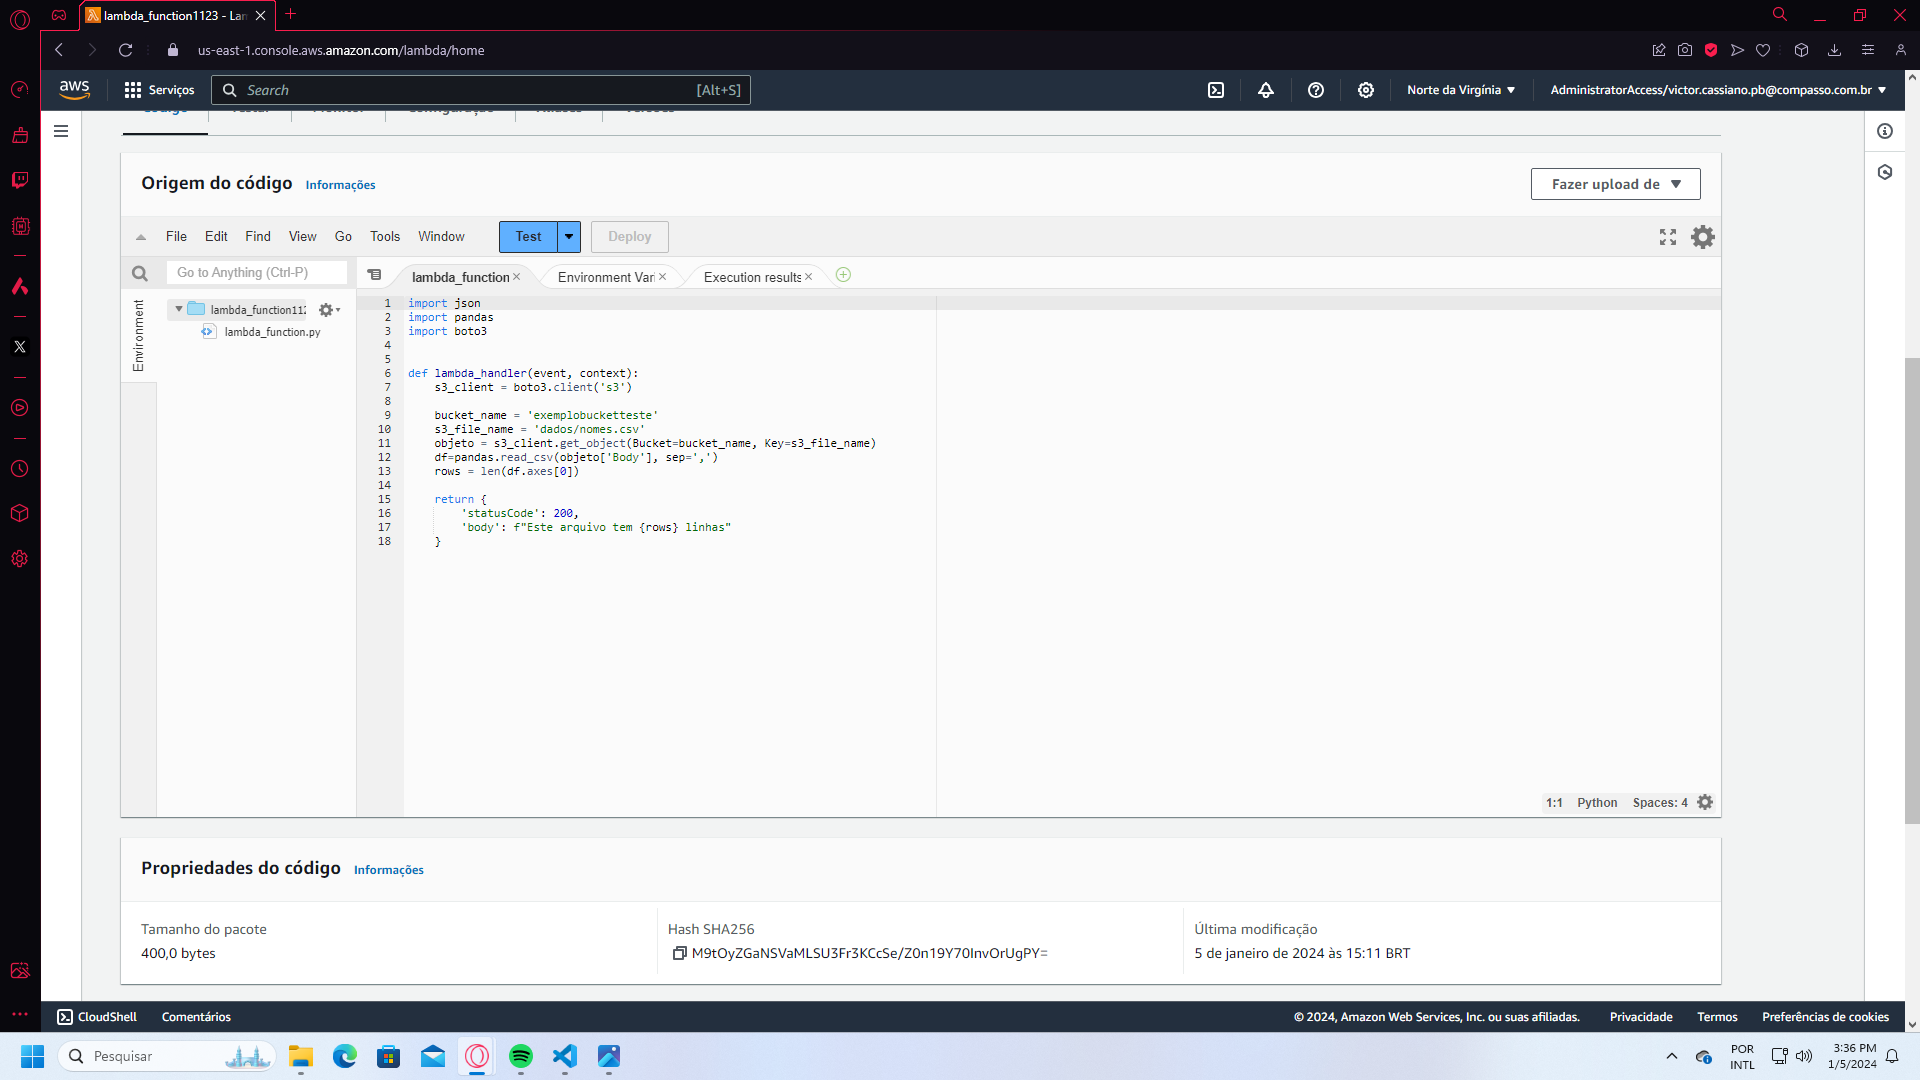 lambda_function1123 - Lam
us-east-1.console.aws.amazon.com/lambda/home
aws
Serviços
Search
[Alt+S]
Norte da Virgínia
AdministratorAccess/victor.cassiano.pb@compasso.com.br
Origem do código
Informações
Fazer upload de
File
Edit
Find
View
Go
Tools
Window
Test
Deploy
Go to Anything (Ctrl-P)
lambda_function
Environment Vari
Execution results
Environment
lambda_function112
lambda_function.py
1 import json
2 import pandas
3 import boto3
4
5
6 def lambda_handler(event, context):
7     s3_client = boto3.client('s3')
8
9     bucket_name = 'exemplobucketteste'
10     s3_file_name = 'dados/nomes.csv'
11     objeto = s3_client.get_object(Bucket=bucket_name, Key=s3_file_name)
12     df=pandas.read_csv(objeto['Body'], sep=',')
13     rows = len(df.axes[0])
14
15     return {
16         'statusCode': 200,
17         'body': f"Este arquivo tem {rows} linhas"
18     }
1:1
Python
Spaces: 4
Propriedades do código
Informações
Tamanho do pacote
400,0 bytes
Hash SHA256
M9tOyZGaNSVaMLSU3Fr3KCcSe/Z0n19Y70InvOrUgPY=
Última modificação
5 de janeiro de 2024 às 15:11 BRT
CloudShell
Comentários
© 2024, Amazon Web Services, Inc. ou suas afiliadas.
Privacidade
Termos
Preferências de cookies
Pesquisar
POR
INTL
3:36 PM
1/5/2024